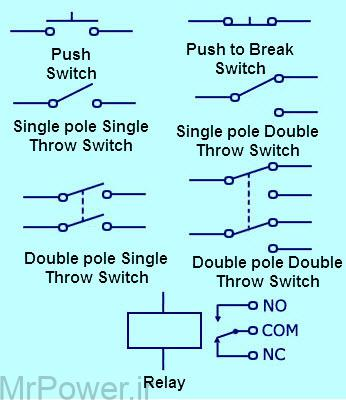 Push
Switch
Push to Break
Switch
Single pole Single
Throw Switch
Single pole Double
Throw Switch
Double pole Single
Throw Switch
Double pole Double
Throw Switch
NO
COM
NC
Relay
MrPower.ir